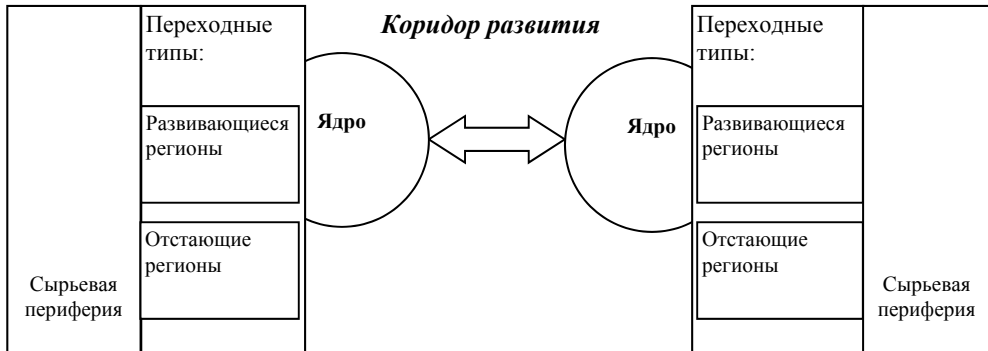 Коридор развития
Переходные
типы:
Ядро
Развивающиеся
регионы
Отстающие
регионы
Сырьевая
периферия
Переходные
типы:
Ядро
Развивающиеся
регионы
Отстающие
регионы
Сырьевая
периферия